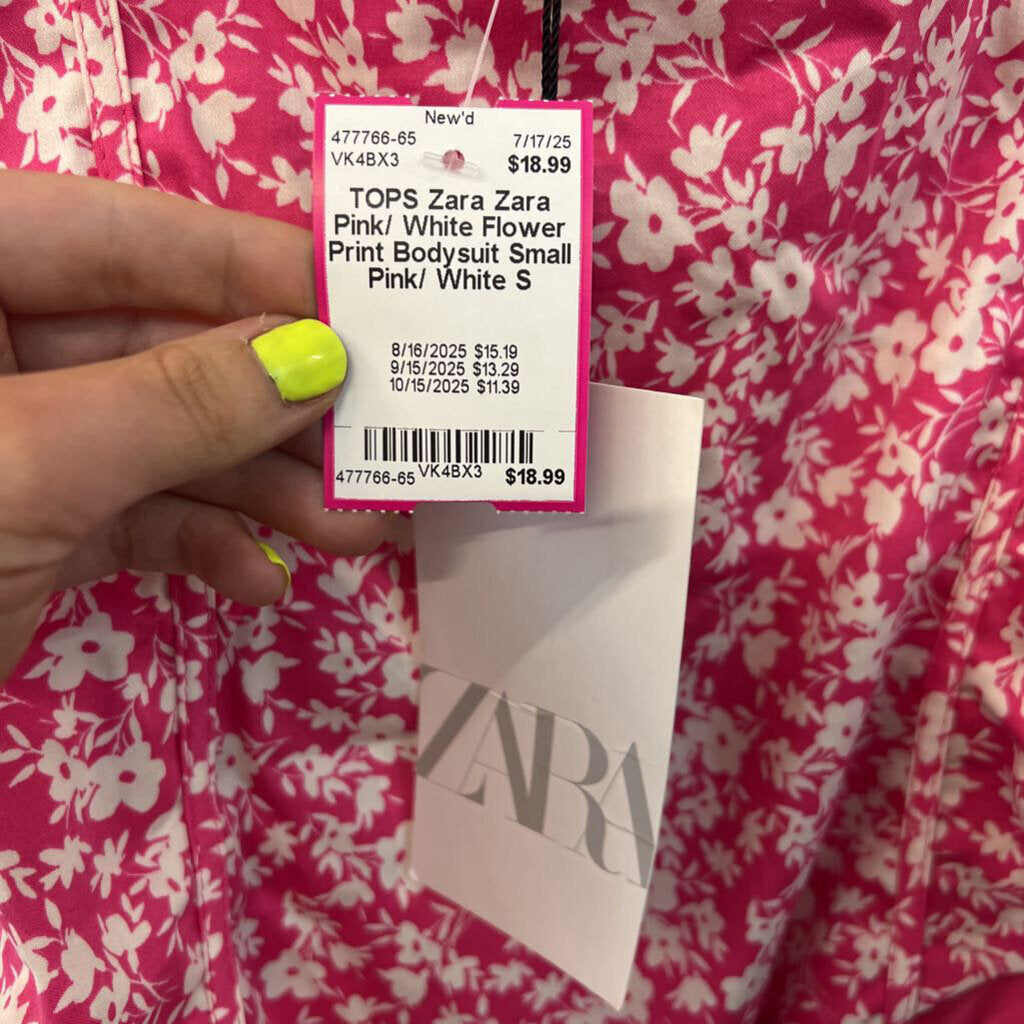 New'd
477766-65 7/17/25
VK4BX3 $18.99
TOPS Zara Zara
Pink/ White Flower
Print Bodysuit Small
Pink/ White S
8/16/2025 $15.19
9/15/2025 $13.29
10/15/2025 $11.39
477766-65 VK4BX3 $18.99
ZARA